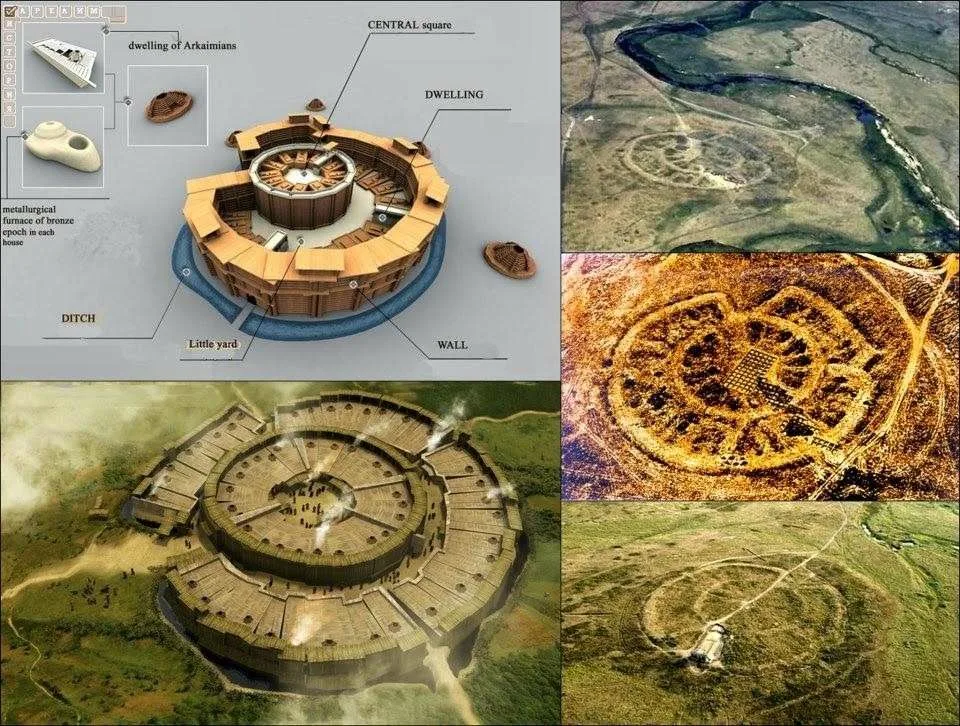 CENTRAL square
dwelling of Arkaimians
DWELLING
metallurgical
furnace of bronze
epoch in each
house
DITCH
Little yard
WALL